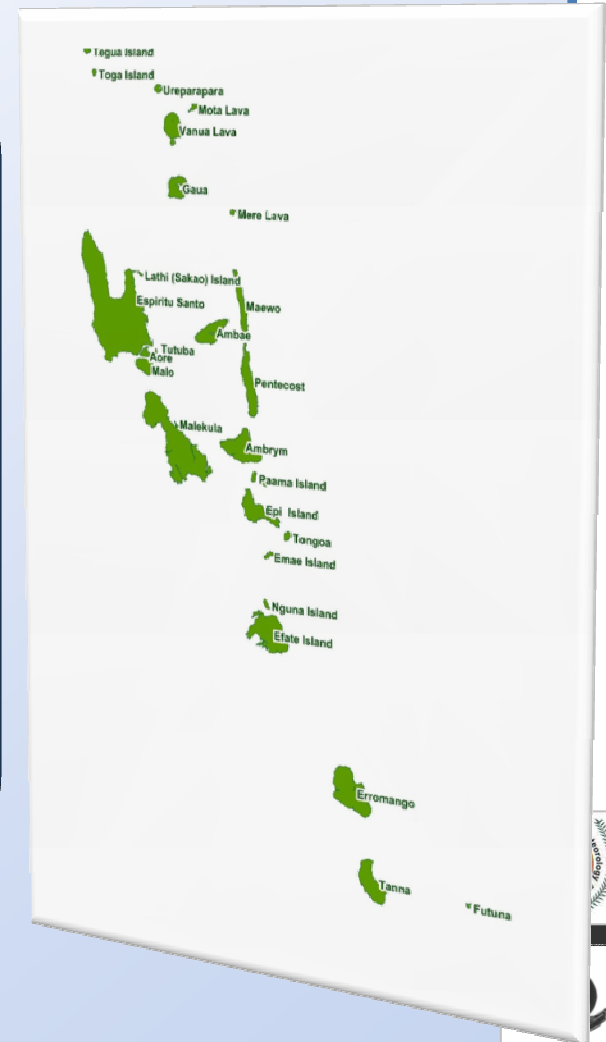 Tegua Island
Toga Island
Ureparapara
Mota Lava
Vanua Lava
Gaua
Mere Lava
Lathi (Sakao) Island
Espiritu Santo
Maewo
Ambae
Tutuba
Aore
Malo
Pentecost
Malekula
Ambrym
Paama Island
Epi Island
Tongoa
Emae Island
Nguna Island
Efate Island
Erromango
Tanna
Futuna